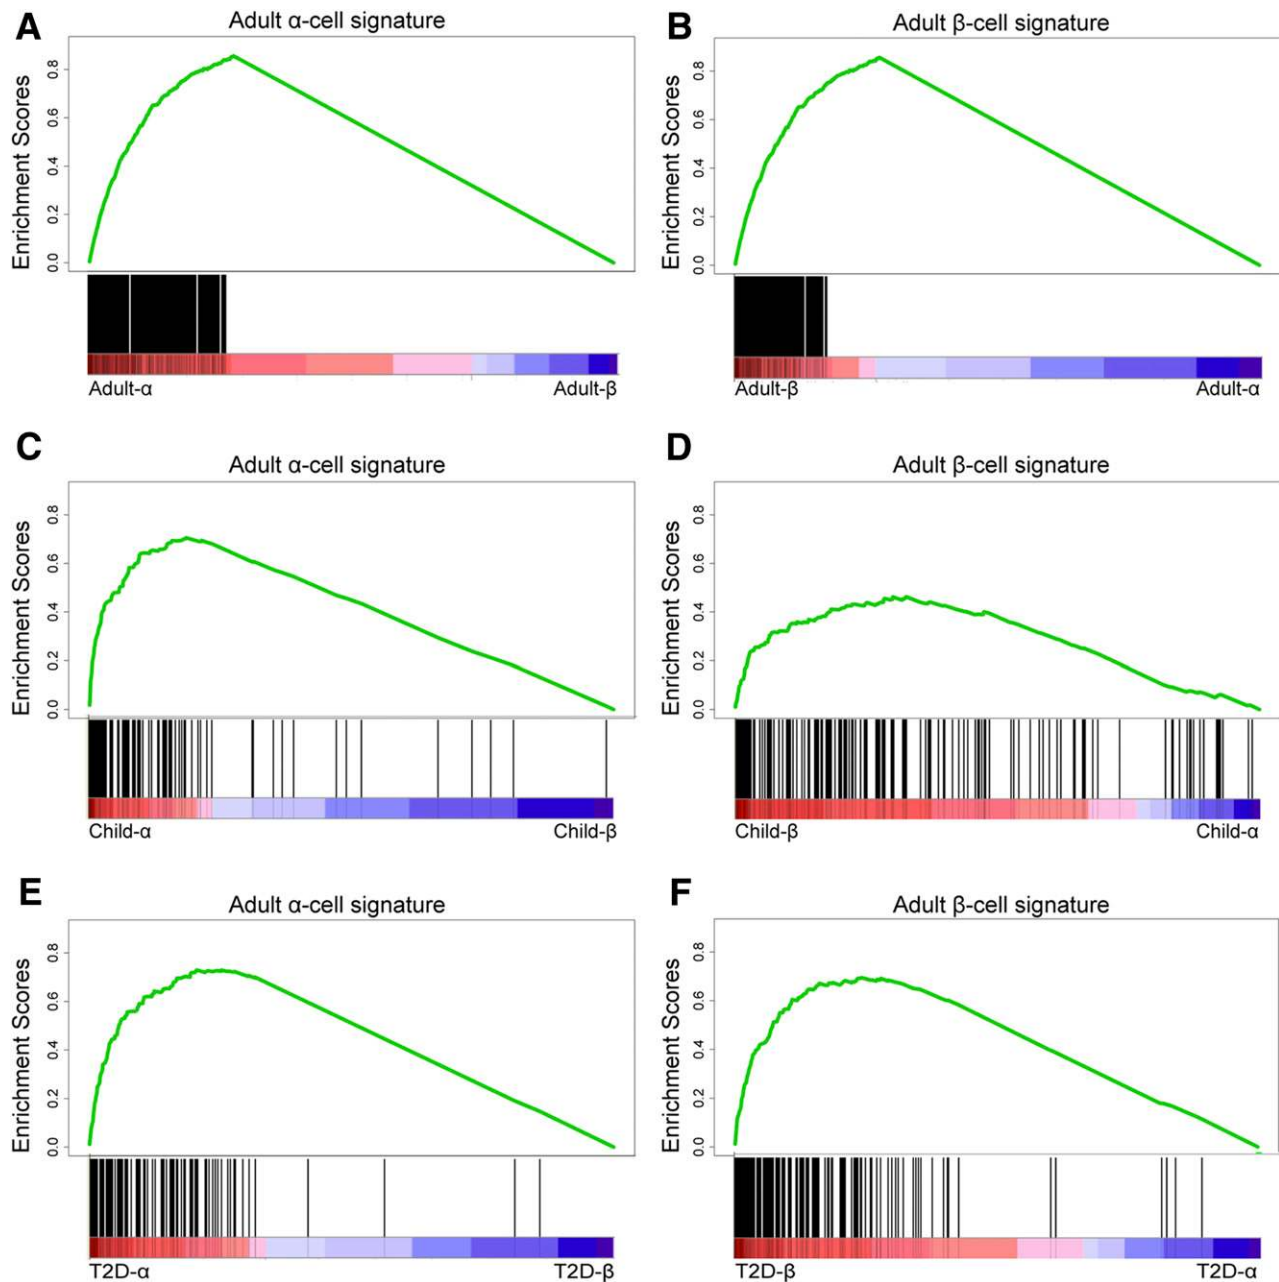 A
Adult α-cell signature
Enrichment Scores
0.8
0.6
0.4
0.2
0.0
Adult-α
Adult-β
B
Adult β-cell signature
Enrichment Scores
0.8
0.6
0.4
0.2
0.0
Adult-β
Adult-α
C
Adult α-cell signature
Enrichment Scores
0.8
0.6
0.4
0.2
0.0
Child-α
Child-β
D
Adult β-cell signature
Enrichment Scores
0.8
0.6
0.4
0.2
0.0
Child-β
Child-α
E
Adult α-cell signature
Enrichment Scores
0.8
0.6
0.4
0.2
0.0
T2D-α
T2D-β
F
Adult β-cell signature
Enrichment Scores
0.8
0.6
0.4
0.2
0.0
T2D-β
T2D-α